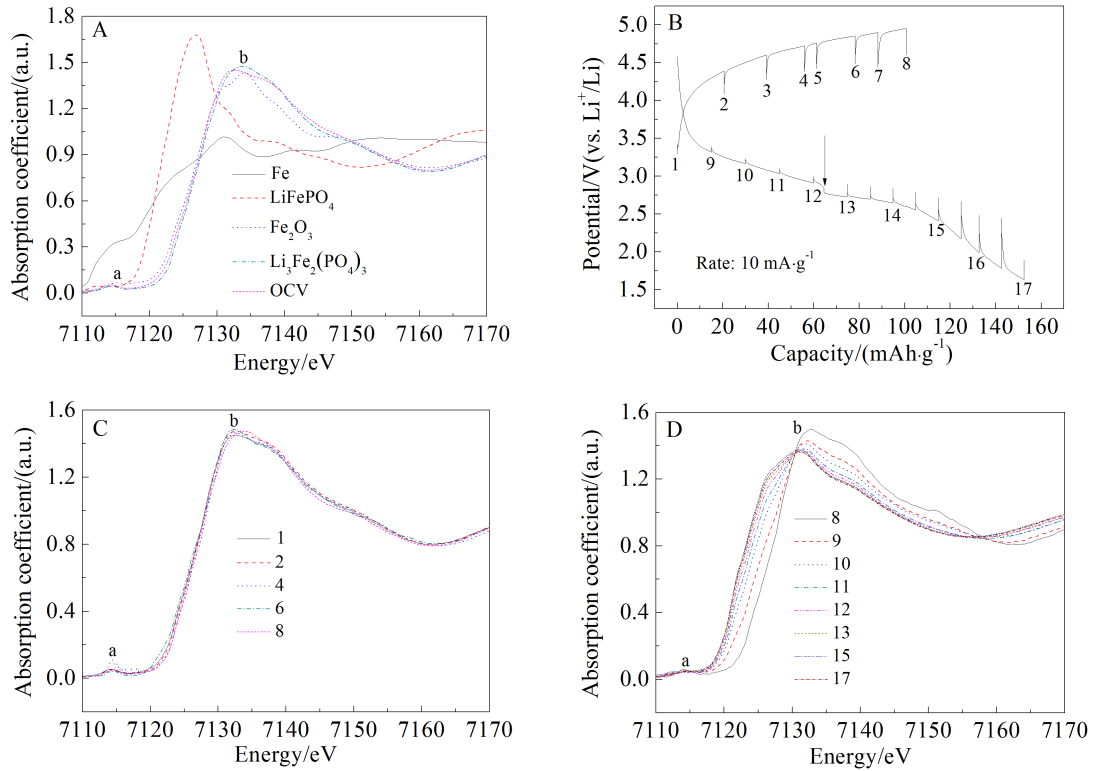 A
Absorption coefficient/(a.u.)
1.8
1.5
1.2
0.9
0.6
0.3
0.0
a
b
Fe
LiFePO₄
Fe₂O₃
Li₃Fe₂(PO₄)₃
OCV
7110 7120 7130 7140 7150 7160 7170
Energy/eV
B
Potential/V(vs. Li⁺/Li)
5.0
4.5
4.0
3.5
3.0
2.5
2.0
1.5
1
2
3
4
5
6
7
8
9
10
11
12
13
14
15
16
17
Rate: 10 mA·g⁻¹
0 20 40 60 80 100 120 140 160
Capacity/(mAh·g⁻¹)
C
Absorption coefficient/(a.u.)
1.6
1.2
0.8
0.4
0.0
a
b
1
2
4
6
8
7110 7120 7130 7140 7150 7160 7170
Energy/eV
D
Absorption coefficient/(a.u.)
1.6
1.2
0.8
0.4
0.0
a
b
8
9
10
11
12
13
15
17
7110 7120 7130 7140 7150 7160 7170
Energy/eV